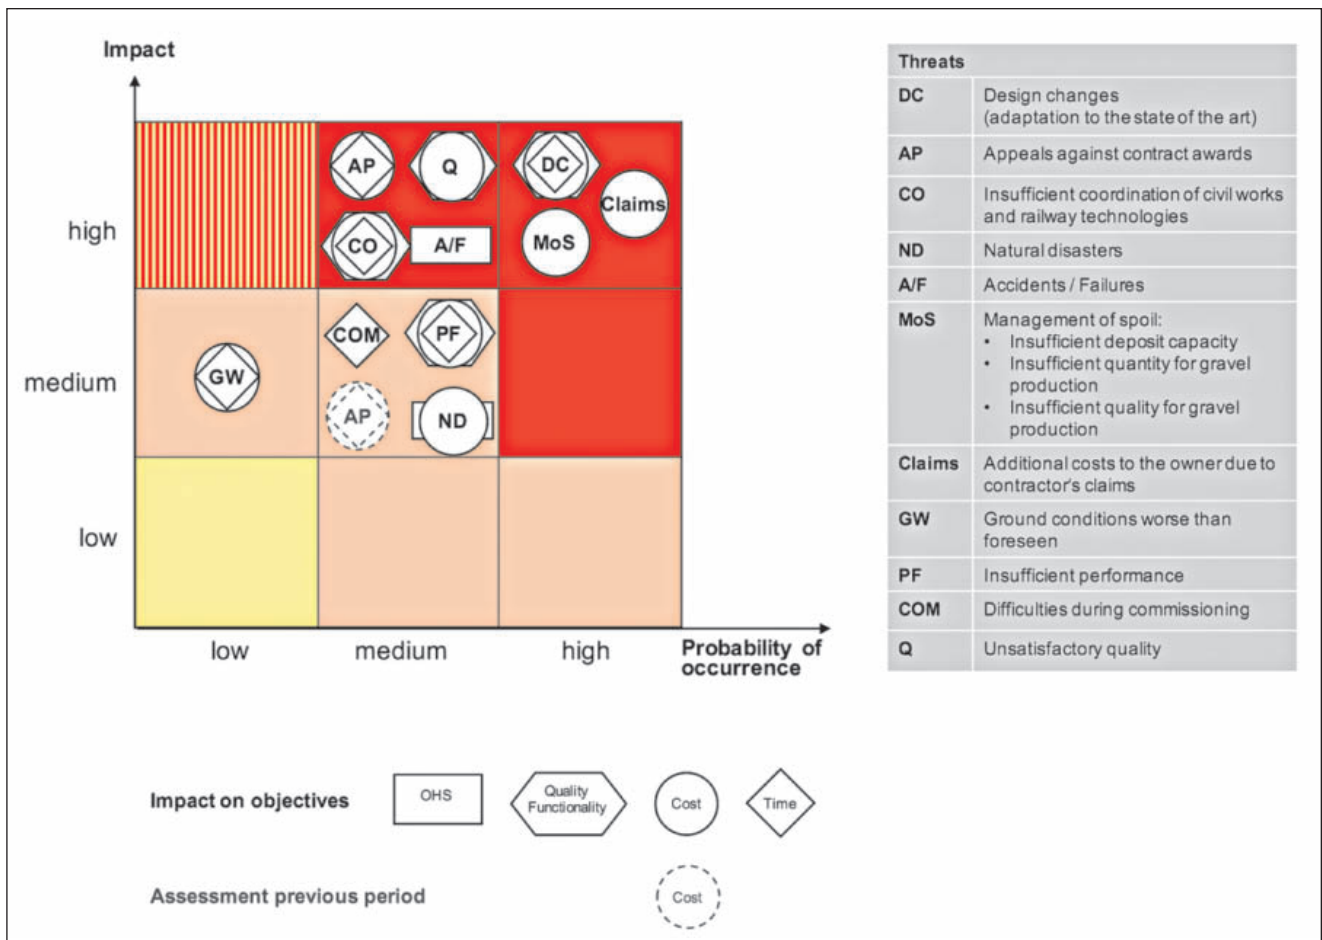 Impact
high
medium
low
low
medium
high
Probability of
occurrence
AP
Q
DC
Claims
CO
A/F
MoS
COM
PF
GW
AP
ND
Threats
DC
Design changes
(adaptation to the state of the art)
AP
Appeals against contract awards
CO
Insufficient coordination of civil works
and railway technologies
ND
Natural disasters
A/F
Accidents / Failures
MoS
Management of spoil:
• Insufficient deposit capacity
• Insufficient quantity for gravel
production
• Insufficient quality for gravel
production
Claims
Additional costs to the owner due to
contractor's claims
GW
Ground conditions worse than
foreseen
PF
Insufficient performance
COM
Difficulties during commissioning
Q
Unsatisfactory quality
Impact on objectives
OHS
Quality
Functionality
Cost
Time
Assessment previous period
Cost